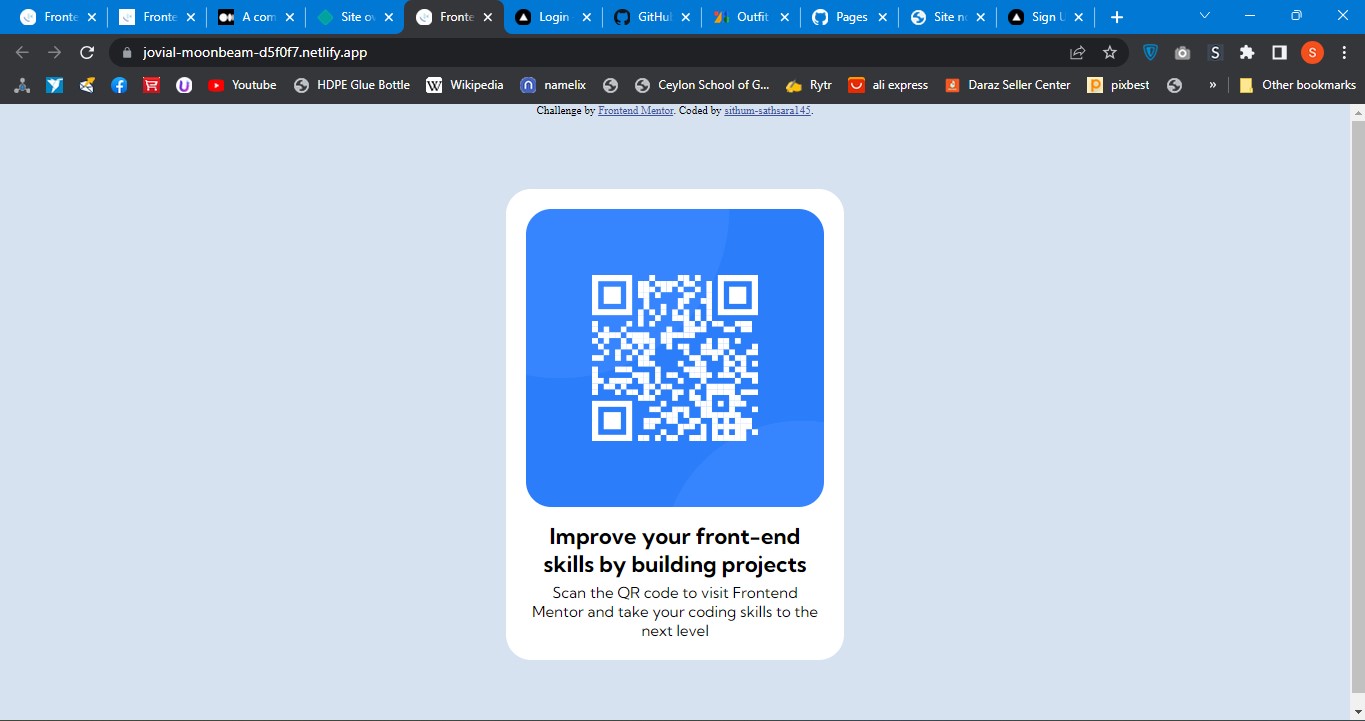 Fronte
Fronte
A com
Site ov
Fronte
Login
GitHu
Outfit
Pages
Site no
Sign U
jovial-moonbeam-d5f0f7.netlify.app
S
S
Youtube
HDPE Glue Bottle
W
Wikipedia
n
namelix
Ceylon School of G...
Rytr
ali express
Daraz Seller Center
pixbest
»
Other bookmarks
Challenge by Frontend Mentor. Coded by sithum-sathsara145.
Improve your front-end
skills by building projects
Scan the QR code to visit Frontend
Mentor and take your coding skills to the
next level